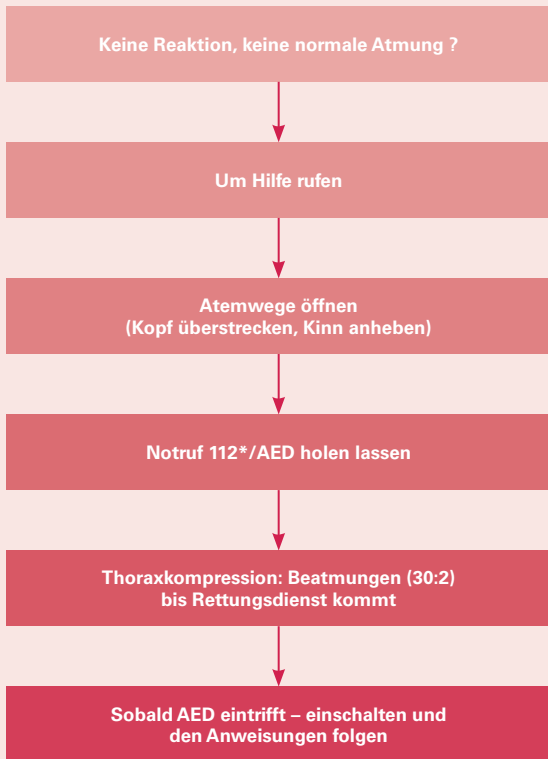 Keine Reaktion, keine normale Atmung ?
Um Hilfe rufen
Atemwege öffnen
(Kopf überstrecken, Kinn anheben)
Notruf 112*/AED holen lassen
Thoraxkompression: Beatmungen (30:2)
bis Rettungsdienst kommt
Sobald AED eintrifft – einschalten und
den Anweisungen folgen